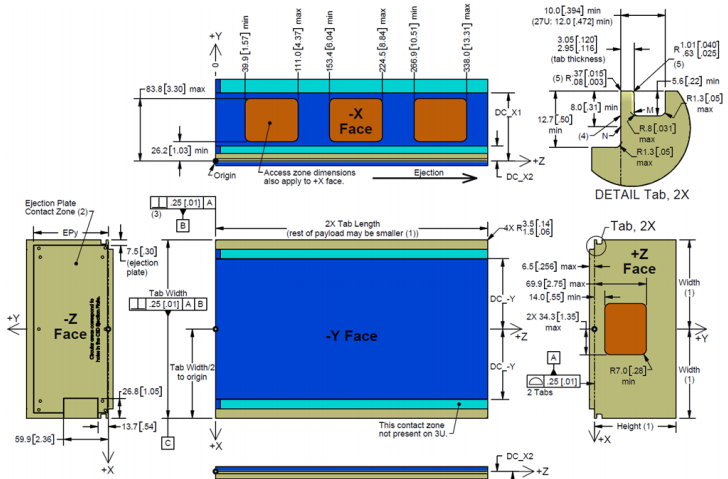 +Y
0
39.9[1.57] min
111.0[4.37] max
153.4[6.04] min
224.5[8.84] max
266.9[10.51] min
338.0[13.31] max
83.8[3.30] max
26.2[1.03] min
-X
Face
DC_X1
DC_X2
+Z
Origin
Access zone dimensions
also apply to +X face.
Ejection
10.0[.394] min
(27U: 12.0[.472] min)
3.05[.120]
2.95[.116]
(tab thickness)
R1.01[.040]
.63[.025]
(5)
(5) R.37[.015]
.08[.003]
5.6[.22] min
8.0[.31] min
M
R1.3[.05]
max
12.7[.50]
min
(4)
N
R.8[.031]
max
R1.3[.05]
max
DETAIL Tab, 2X
Ejection Plate
Contact Zone (2)
EPy
7.5[.30]
(ejection
plate)
-Z
Face
+Y
26.8[1.05]
13.7[.54]
59.9[2.36]
+X
.25[.01] A
(3)
B
2X Tab Length
(rest of payload may be smaller (1))
4X R3.5[.14]
1.5[.06]
Tab Width
.25[.01] A B
Tab Width/2
to origin
C
-Y Face
DC_-Y
DC_-Y
+Z
This contact zone
not present on 3U.
+X
DC_X2
+Z
Tab, 2X
+Z
Face
6.5[.256] max
69.9[2.75] max
14.0[.55] min
2X 34.3[1.35]
max
A
.25[.01]
2 Tabs
R7.0[.28]
min
Width
(1)
+Y
Width
(1)
Height (1)
+X